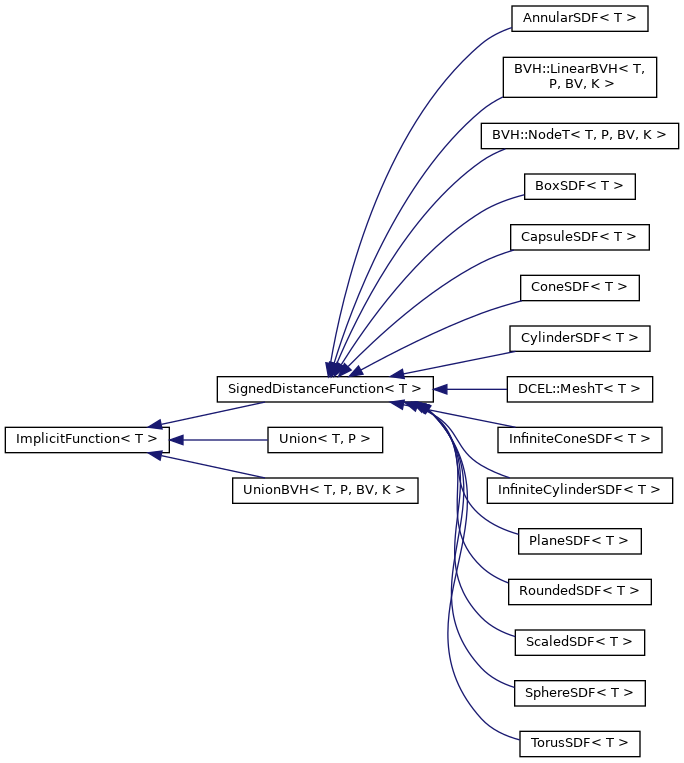 AnnularSDF< T >
BVH::LinearBVH< T,
P, BV, K >
BVH::NodeT< T, P, BV, K >
BoxSDF< T >
CapsuleSDF< T >
ConeSDF< T >
CylinderSDF< T >
SignedDistanceFunction< T >
DCEL::MeshT< T >
ImplicitFunction< T >
Union< T, P >
InfiniteConeSDF< T >
UnionBVH< T, P, BV, K >
InfiniteCylinderSDF< T >
PlaneSDF< T >
RoundedSDF< T >
ScaledSDF< T >
SphereSDF< T >
TorusSDF< T >